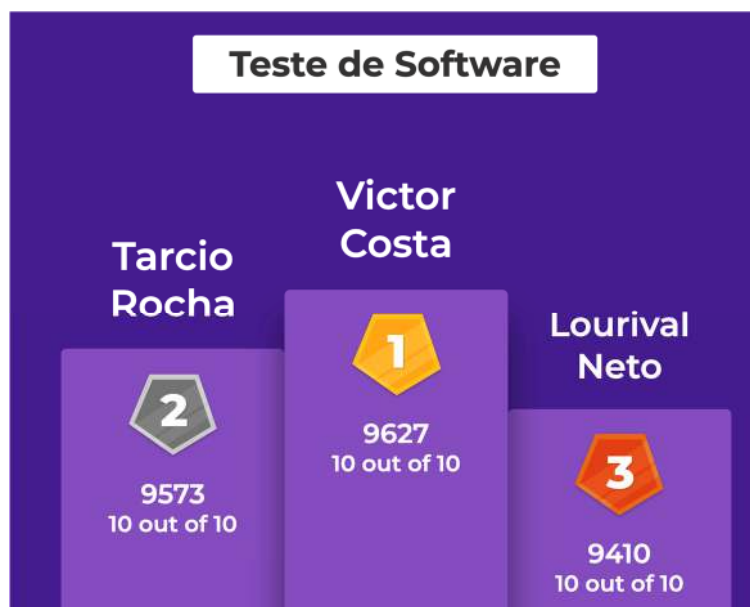 Teste de Software
Victor
Costa
1
9627
10 out of 10
Tarcio
Rocha
2
9573
10 out of 10
Lourival
Neto
3
9410
10 out of 10